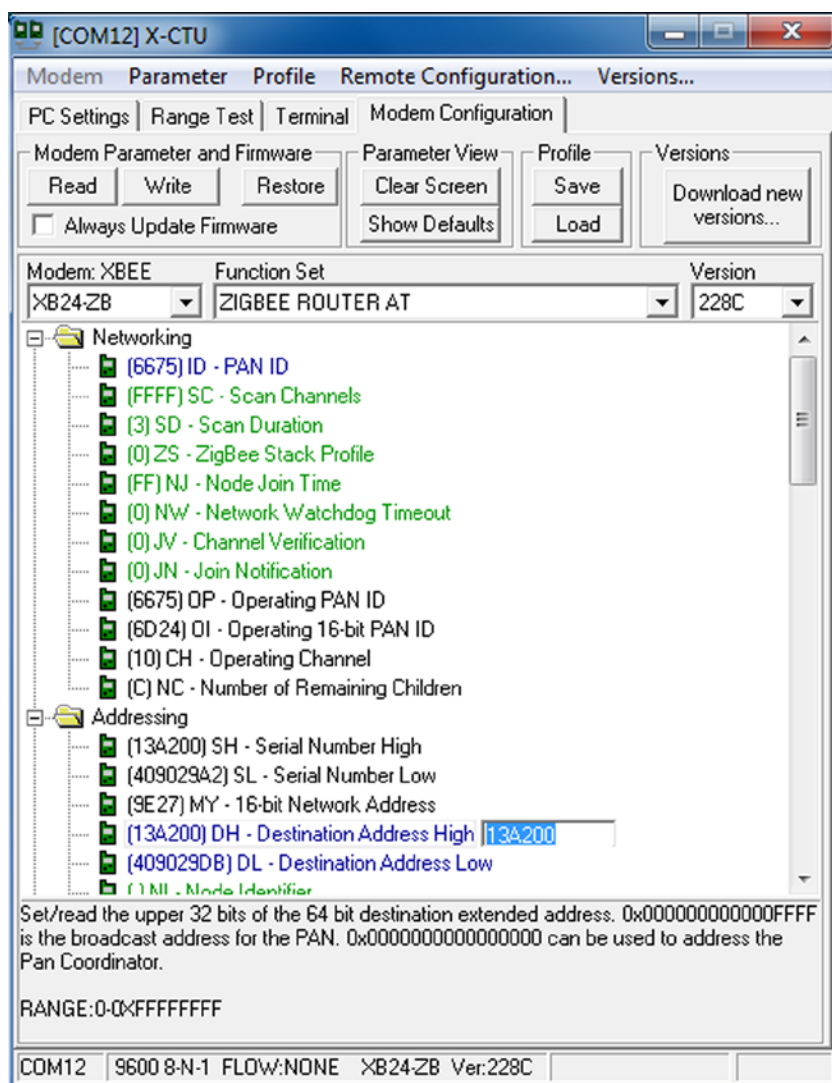 [COM12] X-CTU
Modem Parameter Profile Remote Configuration... Versions...
PC Settings Range Test Terminal Modem Configuration
Modem Parameter and Firmware Parameter View Profile Versions
Read Write Restore Clear Screen Save Download new versions...
Always Update Firmware Show Defaults Load
Modem: XBEE Function Set Version
XB24-ZB ZIGBEE ROUTER AT 228C
Networking
(6675) ID - PAN ID
(FFFF) SC - Scan Channels
(3) SD - Scan Duration
(0) ZS - ZigBee Stack Profile
(FF) NJ - Node Join Time
(0) NW - Network Watchdog Timeout
(0) JV - Channel Verification
(0) JN - Join Notification
(6675) OP - Operating PAN ID
(6D24) OI - Operating 16-bit PAN ID
(10) CH - Operating Channel
(C) NC - Number of Remaining Children
Addressing
(13A200) SH - Serial Number High
(409029A2) SL - Serial Number Low
(9E27) MY - 16-bit Network Address
(13A200) DH - Destination Address High 13A200
(409029DB) DL - Destination Address Low
( ) NI - Node Identifier
Set/read the upper 32 bits of the 64 bit destination extended address. 0x000000000000FFFF
is the broadcast address for the PAN. 0x0000000000000000 can be used to address the
Pan Coordinator.
RANGE:0-0XFFFFFFFF
COM12 9600 8-N-1 FLOW:NONE XB24-ZB Ver:228C